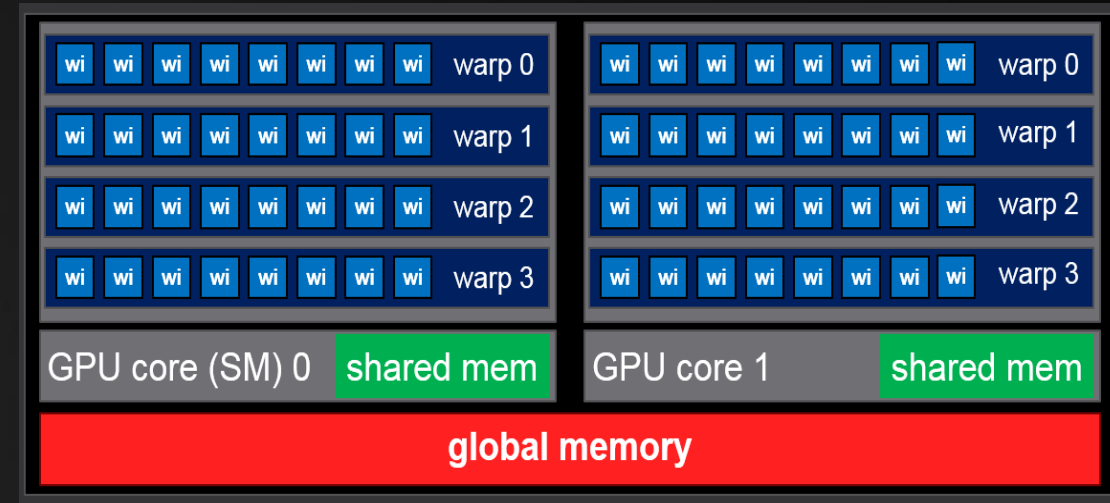 wi wi wi wi wi wi wi wi warp 0
wi wi wi wi wi wi wi wi warp 1
wi wi wi wi wi wi wi wi warp 2
wi wi wi wi wi wi wi wi warp 3
GPU core (SM) 0 shared mem
wi wi wi wi wi wi wi wi warp 0
wi wi wi wi wi wi wi wi warp 1
wi wi wi wi wi wi wi wi warp 2
wi wi wi wi wi wi wi wi warp 3
GPU core 1 shared mem
global memory